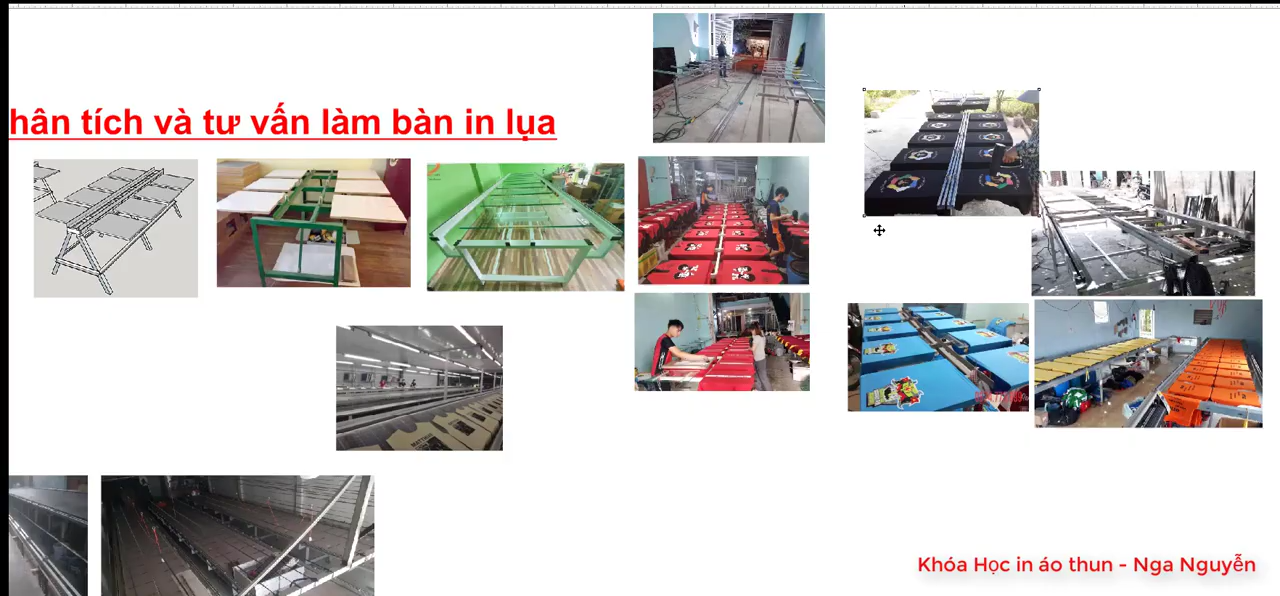 hân tích và tư vấn làm bàn in lụa
Khóa Học in áo thun - Nga Nguyễn